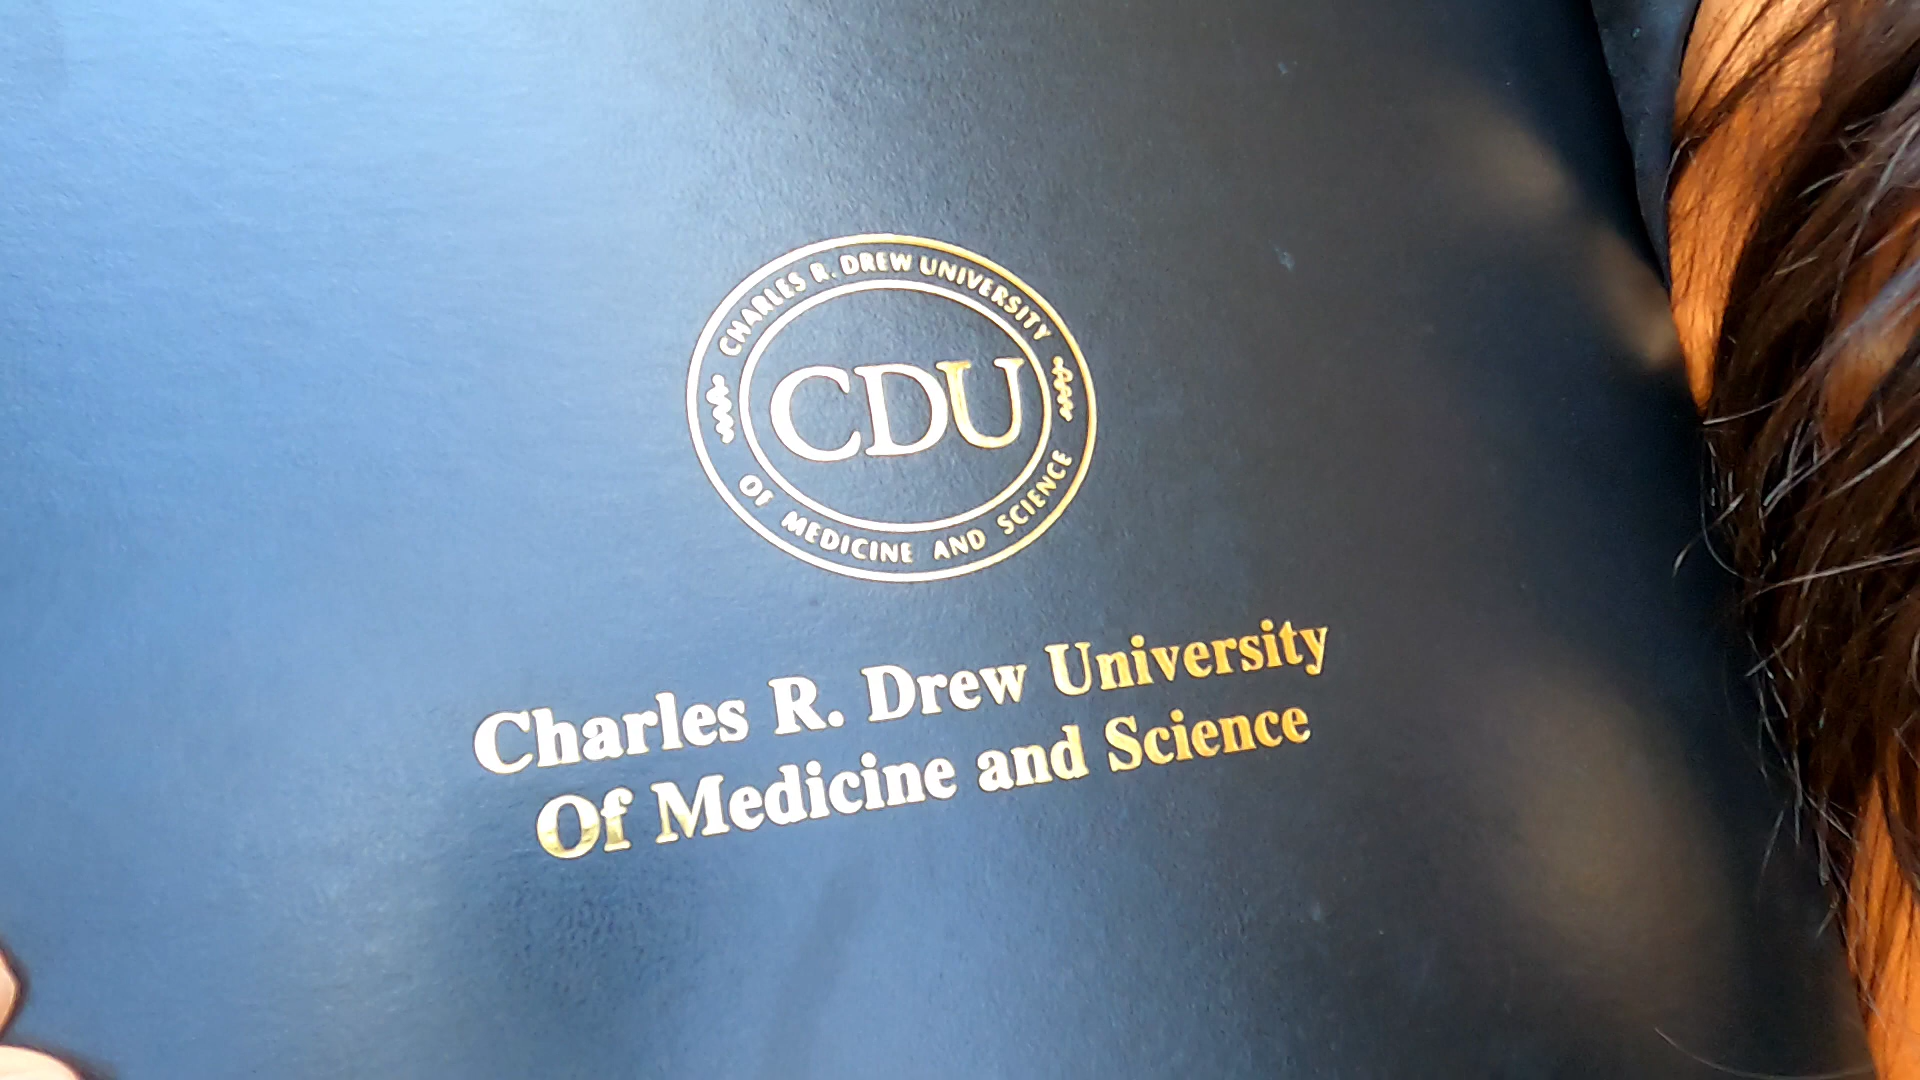 CHARLES R. DREW UNIVERSITY
CDU
OF MEDICINE AND SCIENCE
Charles R. Drew University
Of Medicine and Science